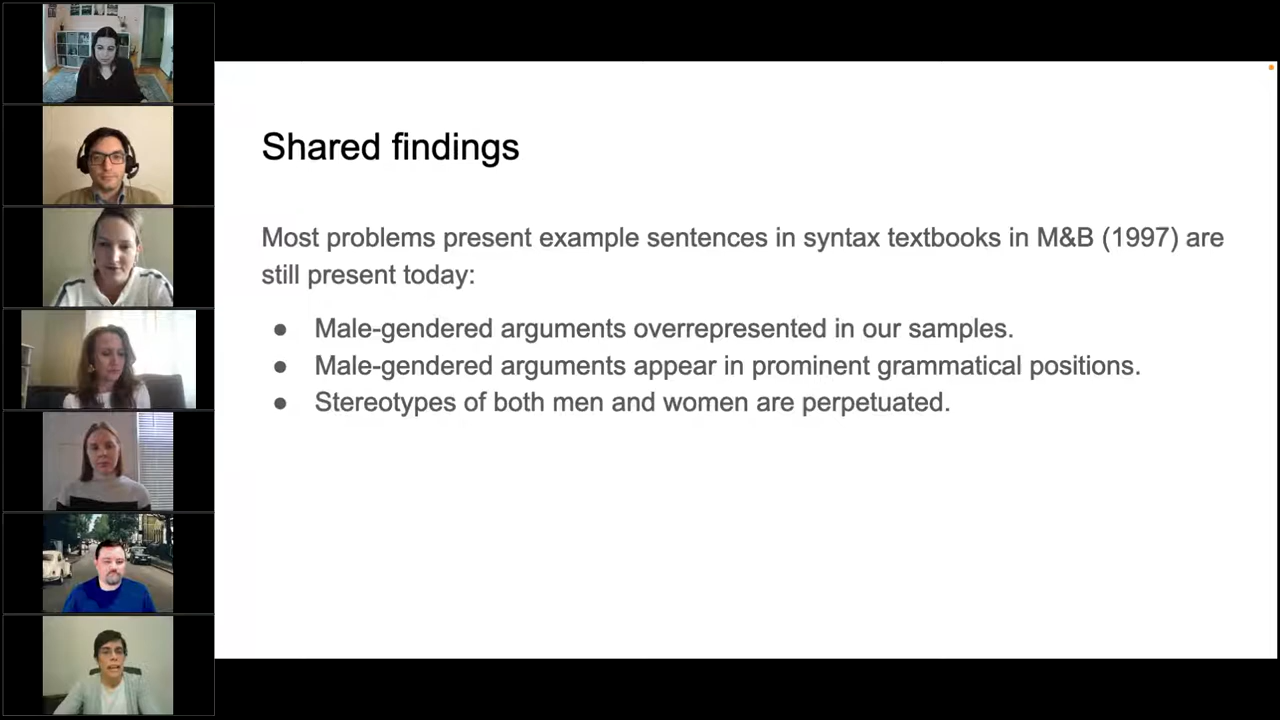 Shared findings
Most problems present example sentences in syntax textbooks in M&B (1997) are
still present today:
● Male-gendered arguments overrepresented in our samples.
● Male-gendered arguments appear in prominent grammatical positions.
● Stereotypes of both men and women are perpetuated.